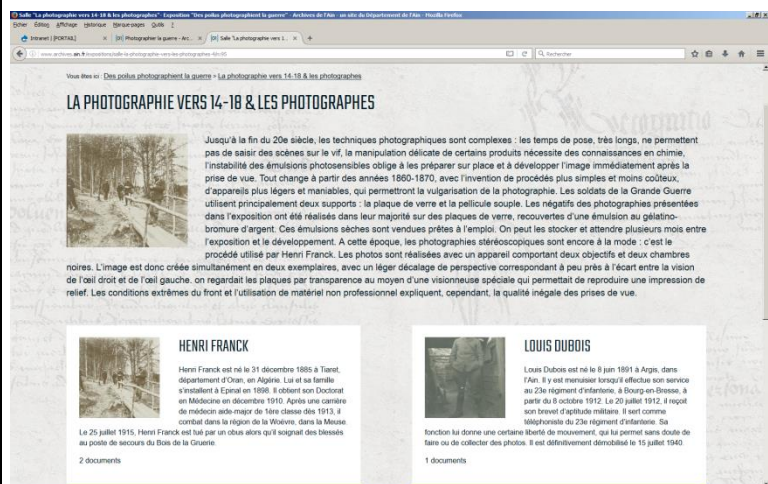 Salle "La photographie vers 14-18 & les photographes" - Exposition "Des poilus photographient la guerre" - Archives de l'Ain - un site du Département de l'Ain - Mozilla Firefox
Fichier Édition Affichage Historique Marque-pages Outils ?
Intranet | [PORTAIL] × Photographier la guerre - Arc... × Salle "La photographie vers 1... × +
Rechercher
Vous êtes ici : Des poilus photographient la guerre » La photographie vers 14-18 & les photographes
LA PHOTOGRAPHIE VERS 14-18 & LES PHOTOGRAPHES
Jusqu'à la fin du 20e siècle, les techniques photographiques sont complexes : les temps de pose, très longs, ne permettent
pas de saisir des scènes sur le vif, la manipulation délicate de certains produits nécessite des connaissances en chimie,
l'instabilité des émulsions photosensibles oblige à les préparer sur place et à développer l'image immédiatement après la
prise de vue. Tout change à partir des années 1860-1870, avec l'invention de procédés plus simples et moins coûteux,
d'appareils plus légers et maniables, qui permettront la vulgarisation de la photographie. Les soldats de la Grande Guerre
utilisent principalement deux supports : la plaque de verre et la pellicule souple. Les négatifs des photographies présentées
dans l'exposition ont été réalisés dans leur majorité sur des plaques de verre, recouvertes d'une émulsion au gélatino-
bromure d'argent. Ces émulsions sèches sont vendues prêtes à l'emploi. On peut les stocker et attendre plusieurs mois entre
l'exposition et le développement. A cette époque, les photographies stéréoscopiques sont encore à la mode : c'est le
procédé utilisé par Henri Franck. Les photos sont réalisées avec un appareil comportant deux objectifs et deux chambres
noires. L'image est donc créée simultanément en deux exemplaires, avec un léger décalage de perspective correspondant à peu près à l'écart entre la vision
de l'œil droit et de l'œil gauche. on regardait les plaques par transparence au moyen d'une visionneuse spéciale qui permettait de reproduire une impression de
relief. Les conditions extrêmes du front et l'utilisation de matériel non professionnel expliquent, cependant, la qualité inégale des prises de vue.
HENRI FRANCK
Henri Franck est né le 31 décembre 1885 à Tiaret,
département d'Oran, en Algérie. Lui et sa famille
s'installent à Epinal en 1898. Il obtient son Doctorat
en Médecine en décembre 1910. Après une carrière
de médecin aide-major de 1ère classe dès 1913, il
combat dans la région de la Woëvre, dans la Meuse.
Le 25 juillet 1915, Henri Franck est tué par un obus alors qu'il soignait des blessés
au poste de secours du Bois de la Gruerie.
2 documents
LOUIS DUBOIS
Louis Dubois est né le 8 juin 1891 à Argis, dans
l'Ain. Il y est menuisier lorsqu'il effectue son service
au 23e régiment d'infanterie, à Bourg-en-Bresse, à
partir du 8 octobre 1912. Le 20 juillet 1912, il reçoit
son brevet d'aptitude militaire. Il sert comme
téléphoniste du 23e régiment d'infanterie. Sa
fonction lui donne une certaine liberté de mouvement, qui lui permet sans doute de
faire ou de collecter des photos. Il est définitivement démobilisé le 15 juillet 1940.
1 documents